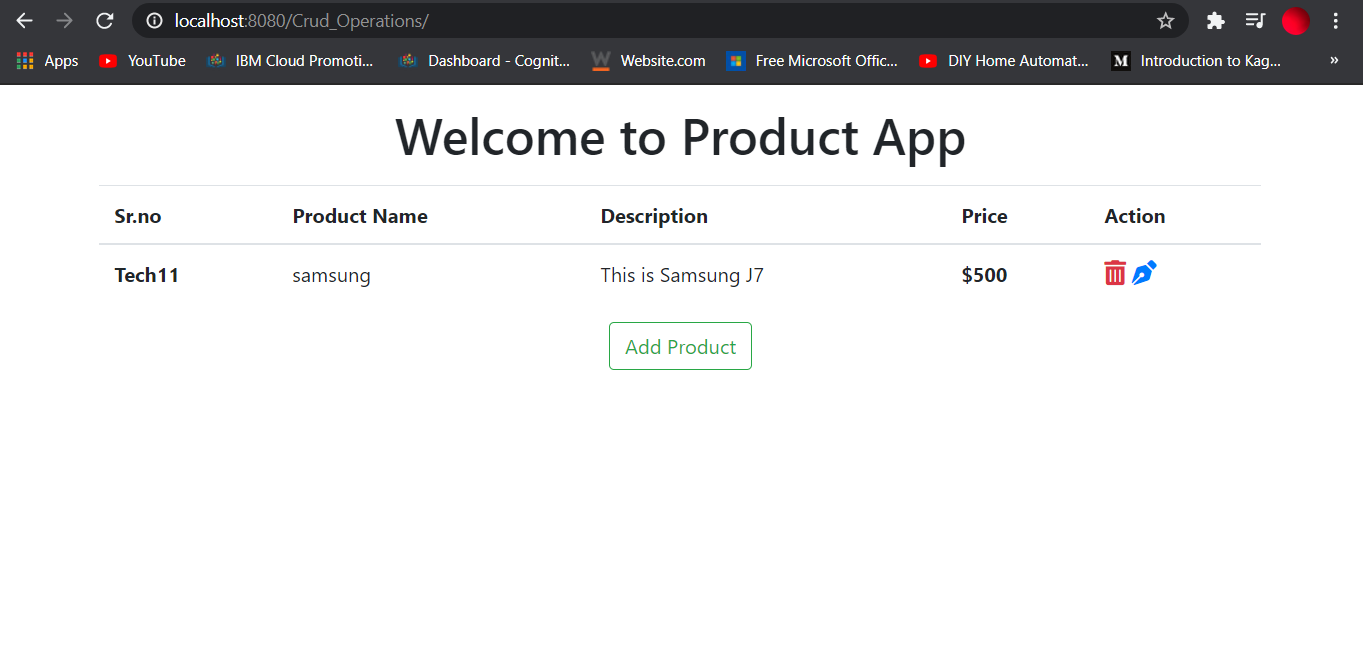 localhost:8080/Crud_Operations/
Apps YouTube IBM Cloud Promoti... Dashboard - Cognit... Website.com Free Microsoft Offic... DIY Home Automat... M Introduction to Kag... »
Welcome to Product App
Sr.no Product Name Description Price Action
Tech11 samsung This is Samsung J7 $500
Add Product